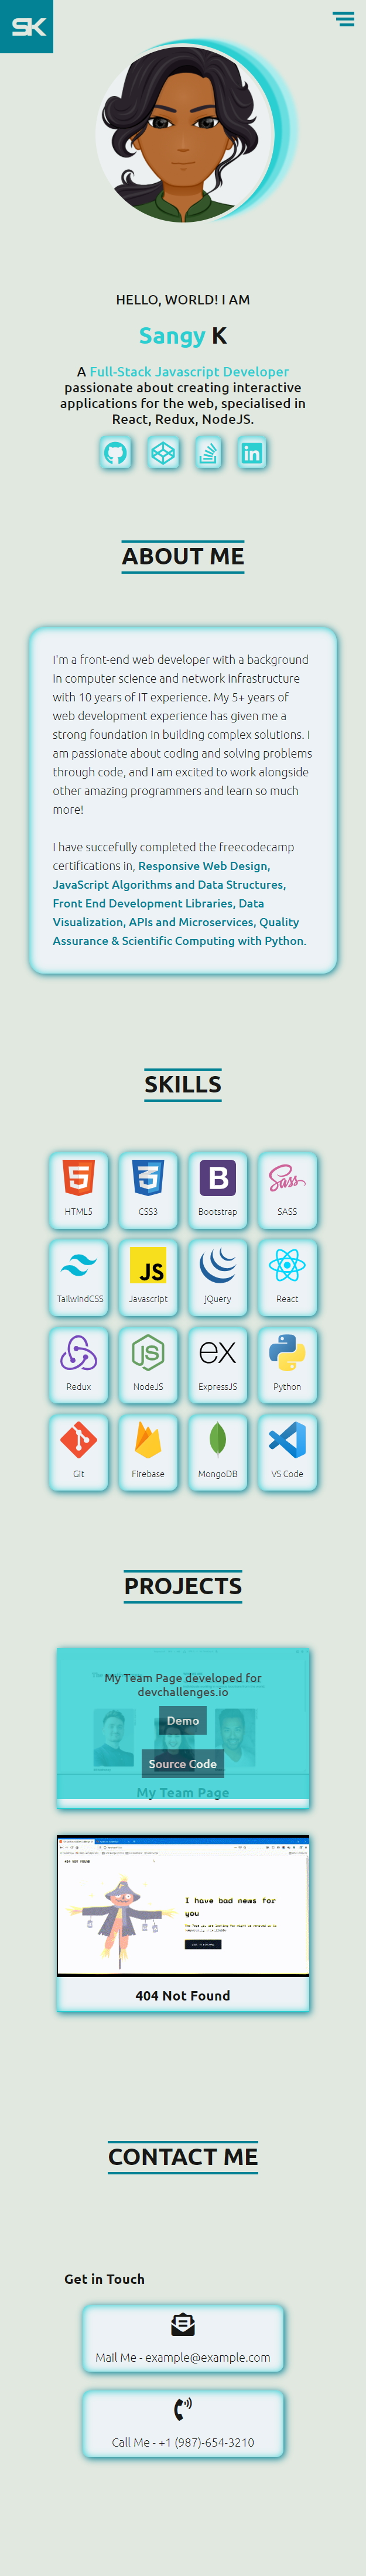 SK
HELLO, WORLD! I AM
Sangy K
A Full-Stack Javascript Developer
passionate about creating interactive
applications for the web, specialised in
React, Redux, NodeJS.
ABOUT ME
I'm a front-end web developer with a background
in computer science and network infrastructure
with 10 years of IT experience. My 5+ years of
web development experience has given me a
strong foundation in building complex solutions. I
am passionate about coding and solving problems
through code, and I am excited to work alongside
other amazing programmers and learn so much
more!
I have succefully completed the freecodecamp
certifications in, Responsive Web Design,
JavaScript Algorithms and Data Structures,
Front End Development Libraries, Data
Visualization, APIs and Microservices, Quality
Assurance & Scientific Computing with Python.
SKILLS
HTML5 CSS3 Bootstrap SASS
JS
TailwindCSS Javascript JQuery React
ex
Redux NodeJS ExpressJS Python
Git Firebase MongoDB VS Code
PROJECTS
My Team Page developed for
devchallenges.io
Demo
Source Code
My Team Page
I have bad news for
you
404 Not Found
CONTACT ME
Get in Touch
Mail Me - example@example.com
Call Me - +1 (987)-654-3210